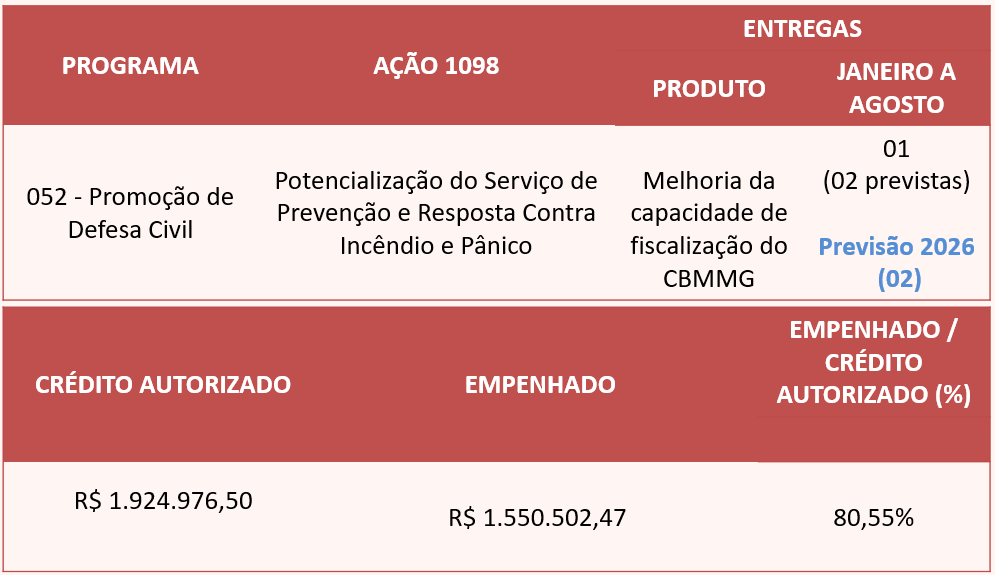 PROGRAMA
AÇÃO 1098
ENTREGAS
PRODUTO
JANEIRO A
AGOSTO
052 - Promoção de
Defesa Civil
Potencialização do Serviço de
Prevenção e Resposta Contra
Incêndio e Pânico
Melhoria da
capacidade de
fiscalização do
CBMMG
01
(02 previstas)
Previsão 2026
(02)
CRÉDITO AUTORIZADO
EMPENHADO
EMPENHADO /
CRÉDITO
AUTORIZADO (%)
R$ 1.924.976,50
R$ 1.550.502,47
80,55%